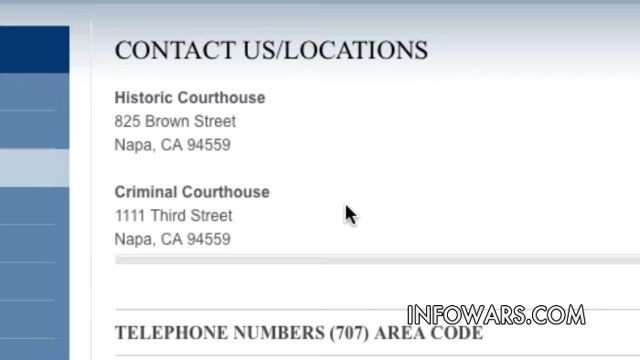 CONTACT US/LOCATIONS
Historic Courthouse
825 Brown Street
Napa, CA 94559
Criminal Courthouse
1111 Third Street
Napa, CA 94559
INFOWARS.COM
TELEPHONE NUMBERS (707) AREA CODE